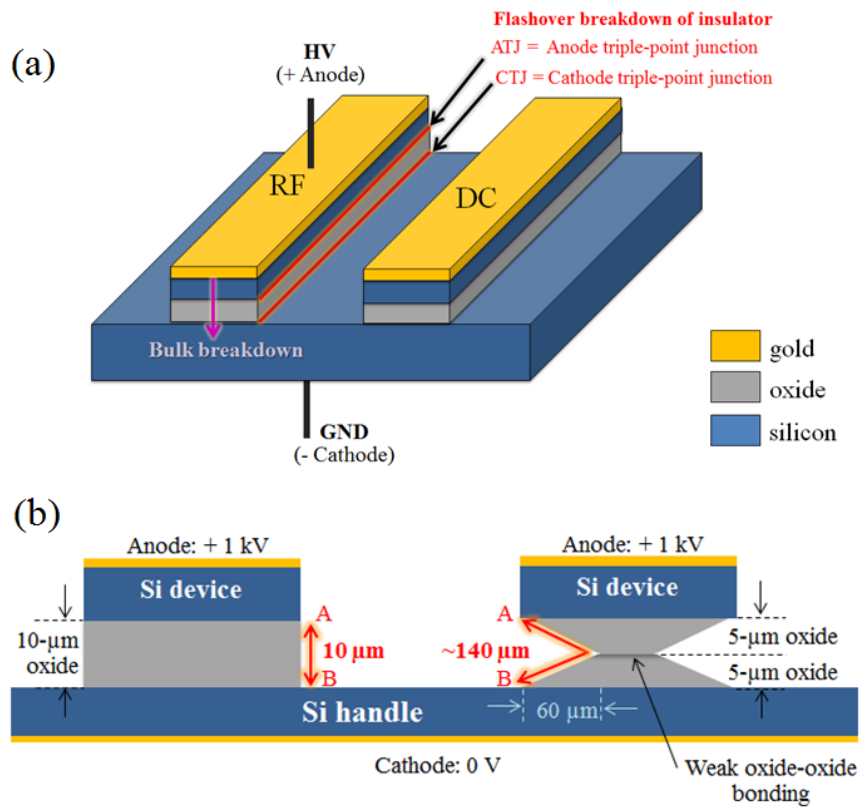 (a)
Flashover breakdown of insulator
ATJ = Anode triple-point junction
CTJ = Cathode triple-point junction
HV
(+ Anode)
RF
DC
Bulk breakdown
GND
(- Cathode)
gold
oxide
silicon
(b)
Anode: + 1 kV
Anode: + 1 kV
Si device
Si device
A
A
10-µm
oxide
10 µm
~140 µm
5-µm oxide
5-µm oxide
B
B
Si handle
60 µm
Cathode: 0 V
Weak oxide-oxide
bonding